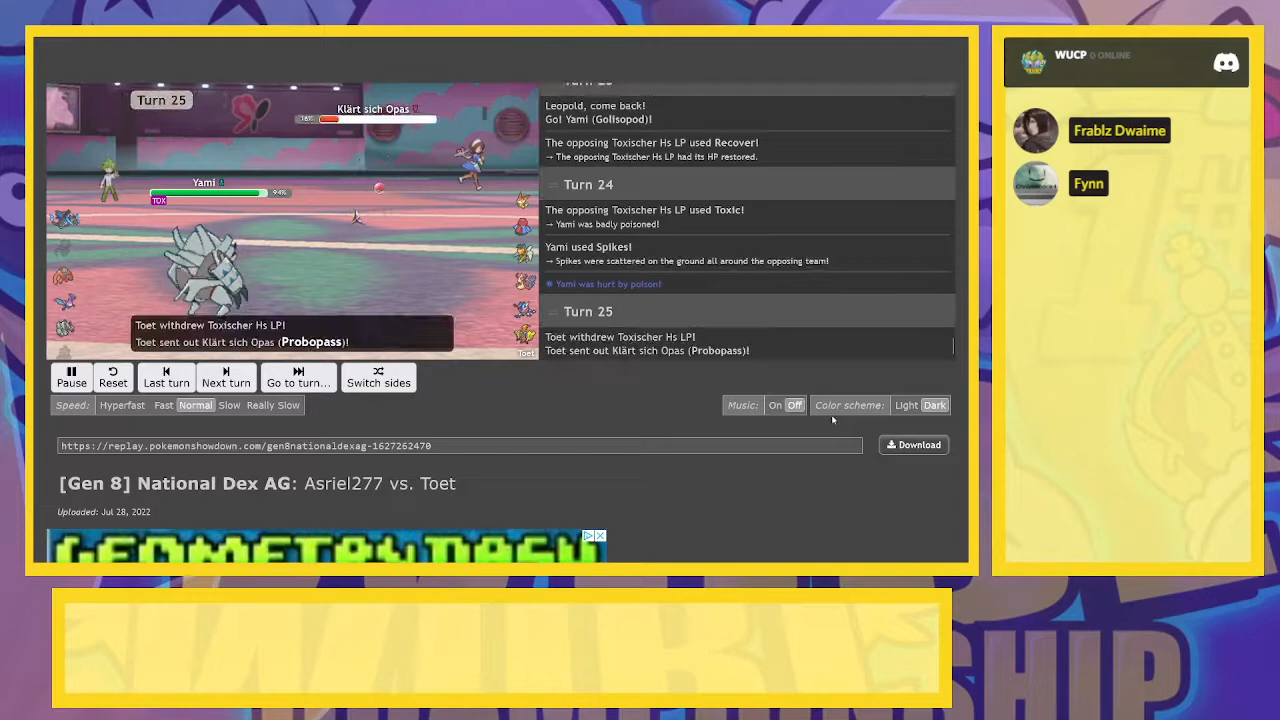 Turn 25
Klärt sich Opas
16%
Yami
94%
TOX
Toet withdrew Toxischer Hs LP!
Toet sent out Klärt sich Opas (Probopass)!
Toet
Leopold, come back!
Go! Yami (Golisopod)!
The opposing Toxischer Hs LP used Recover!
→ The opposing Toxischer Hs LP had its HP restored.
Turn 24
The opposing Toxischer Hs LP used Toxic!
→ Yami was badly poisoned!
Yami used Spikes!
→ Spikes were scattered on the ground all around the opposing team!
Yami was hurt by poison!
Turn 25
Toet withdrew Toxischer Hs LP!
Toet sent out Klärt sich Opas (Probopass)!
Pause Reset Last turn Next turn Go to turn... Switch sides
Speed: Hyperfast Fast Normal Slow Really Slow
Music: On Off Color scheme: Light Dark
https://replay.pokemonshowdown.com/gen8nationaldexag-1627262470
Download
[Gen 8] National Dex AG: Asriel277 vs. Toet
Uploaded: Jul 28, 2022
GEOMETRY DASH
WUCP 0 ONLINE
Frablz Dwaime
Fynn